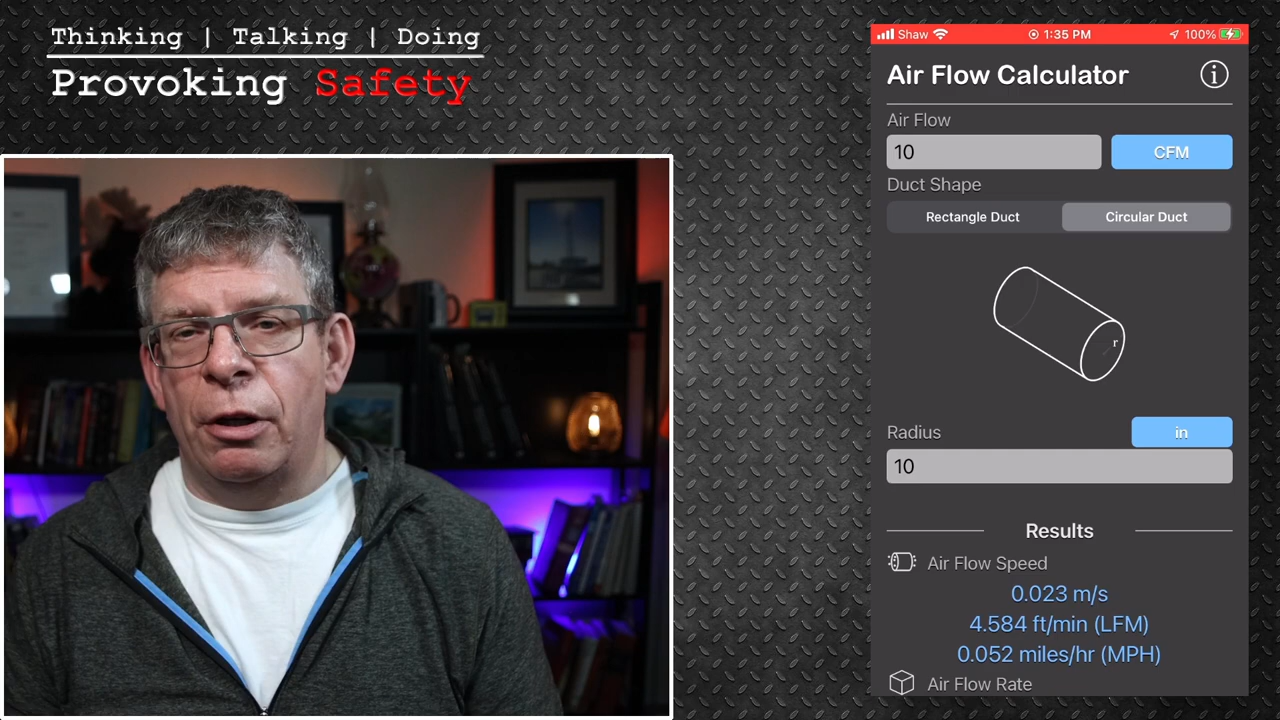 Thinking | Talking | Doing
Provoking Safety
Shaw 1:35 PM 100%
Air Flow Calculator
Air Flow
10 CFM
Duct Shape
Rectangle Duct Circular Duct
r
Radius in
10
Results
Air Flow Speed
0.023 m/s
4.584 ft/min (LFM)
0.052 miles/hr (MPH)
Air Flow Rate